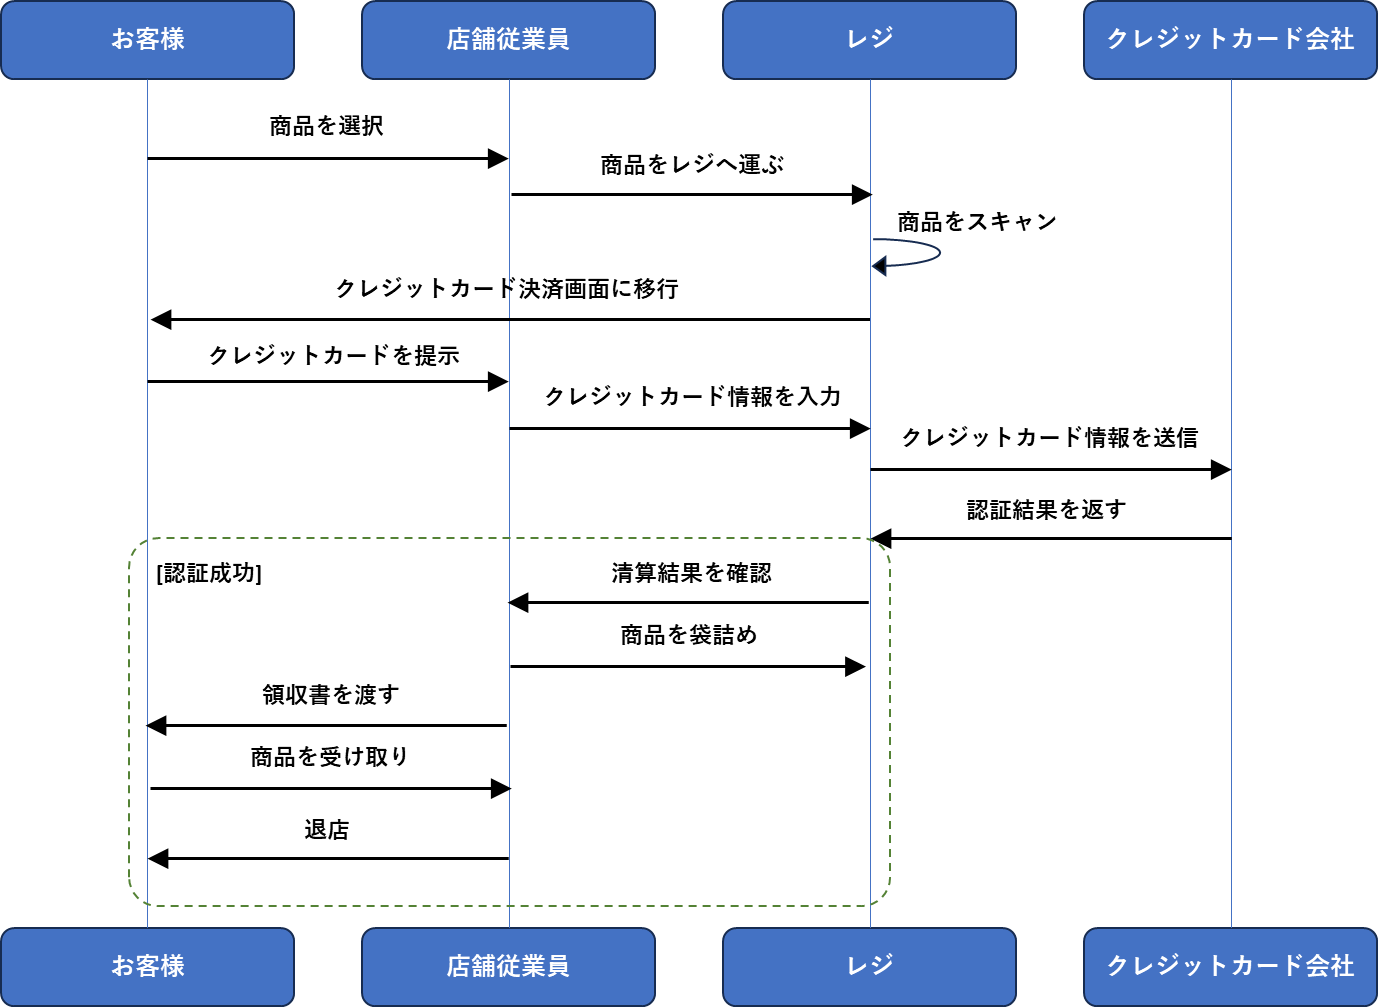 お客様
店舗従業員
レジ
クレジットカード会社
商品を選択
商品をレジへ運ぶ
商品をスキャン
クレジットカード決済画面に移行
クレジットカードを提示
クレジットカード情報を入力
クレジットカード情報を送信
認証結果を返す
[認証成功]
清算結果を確認
商品を袋詰め
領収書を渡す
商品を受け取り
退店
お客様
店舗従業員
レジ
クレジットカード会社